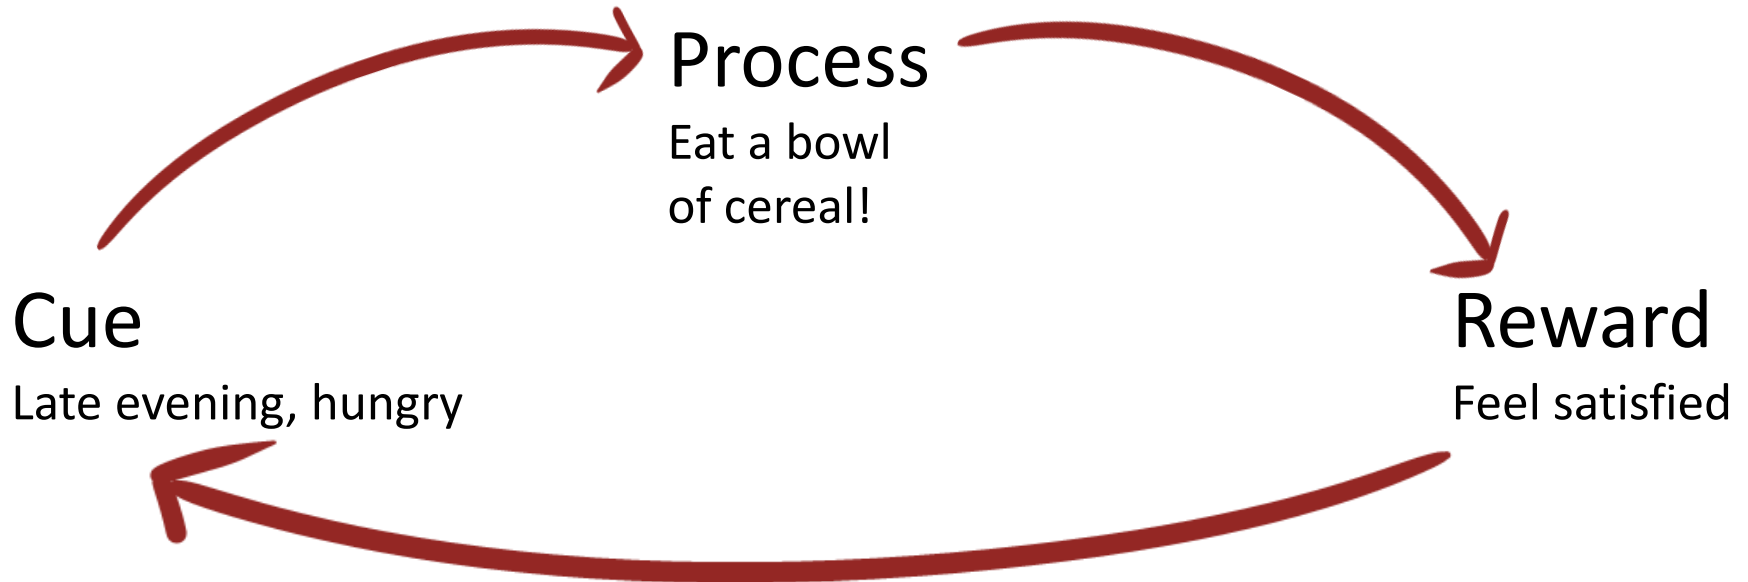 Process
Eat a bowl
of cereal!
Cue
Late evening, hungry
Reward
Feel satisfied